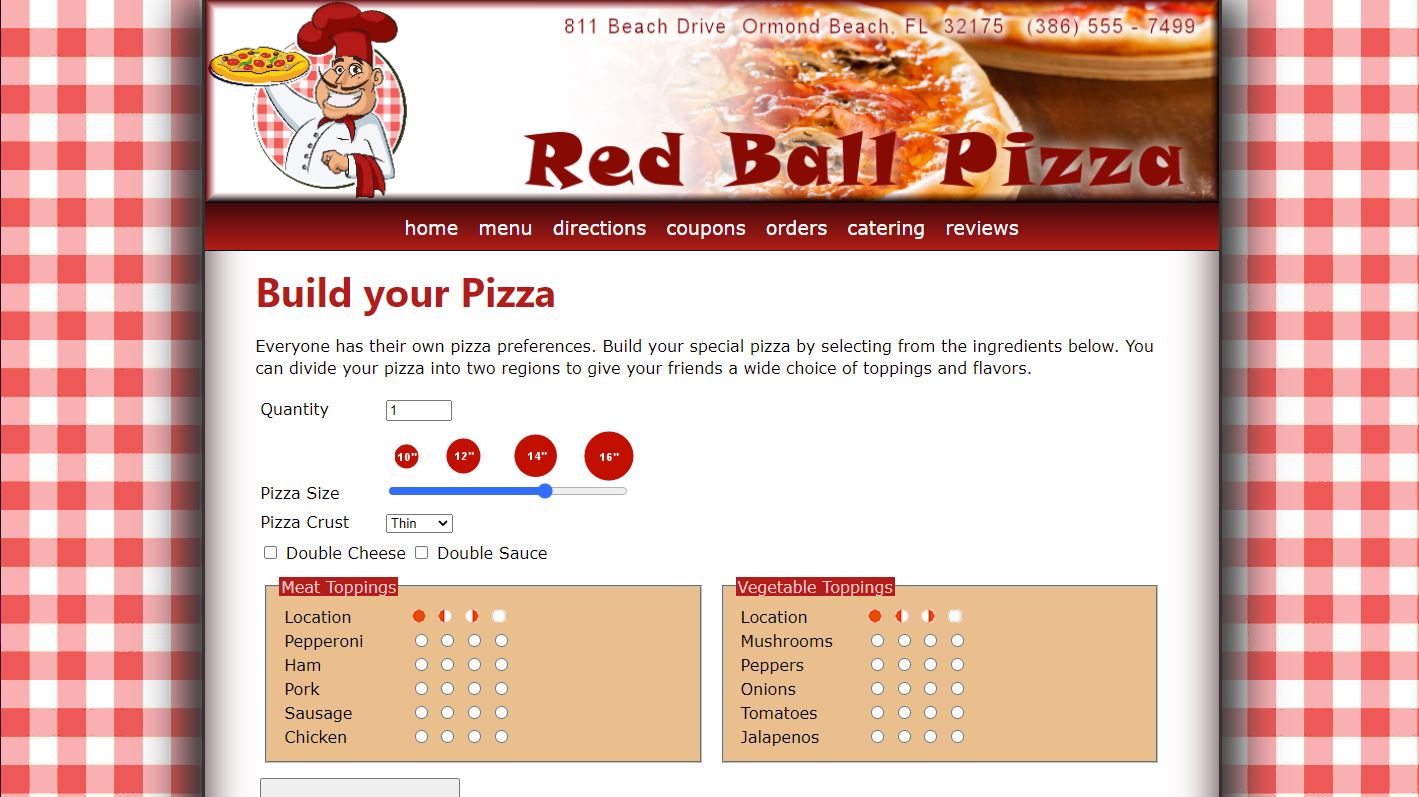 811 Beach Drive Ormond Beach, FL 32175 (386) 555 - 7499
Red Ball Pizza
home menu directions coupons orders catering reviews
Build your Pizza
Everyone has their own pizza preferences. Build your special pizza by selecting from the ingredients below. You
can divide your pizza into two regions to give your friends a wide choice of toppings and flavors.
Quantity 1
10" 12" 14" 16"
Pizza Size
Pizza Crust Thin
Double Cheese Double Sauce
Meat Toppings
Location
Pepperoni
Ham
Pork
Sausage
Chicken
Vegetable Toppings
Location
Mushrooms
Peppers
Onions
Tomatoes
Jalapenos